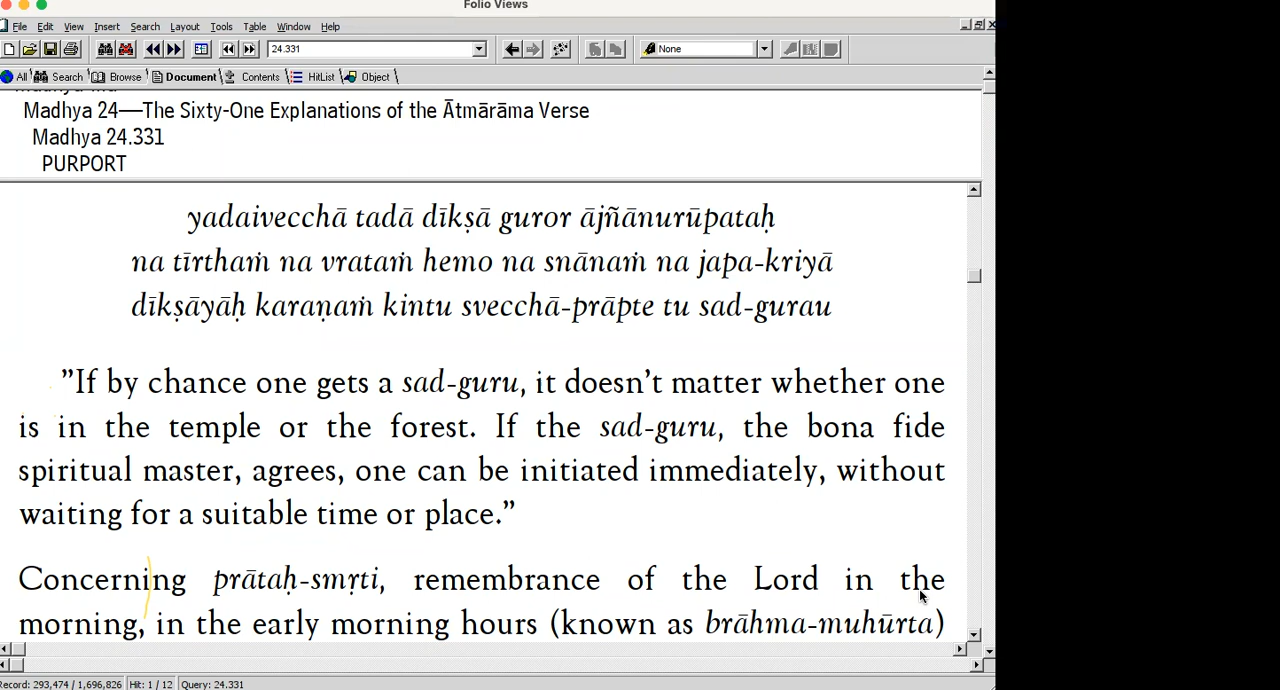 Folio Views
File Edit View Insert Search Layout Tools Table Window Help
24.331 None
All Search Browse Document Contents HitList Object
Madhya 24—The Sixty-One Explanations of the Ātmārāma Verse
Madhya 24.331
PURPORT
yadaivecchā tadā dīkṣā guror ājñānurūpataḥ
na tīrthaṁ na vrataṁ hemo na snānaṁ na japa-kriyā
dīkṣāyāḥ karaṇaṁ kintu svecchā-prāpte tu sad-gurau
”If by chance one gets a sad-guru, it doesn’t matter whether one
is in the temple or the forest. If the sad-guru, the bona fide
spiritual master, agrees, one can be initiated immediately, without
waiting for a suitable time or place.”
Concerning prātaḥ-smṛti, remembrance of the Lord in the
morning, in the early morning hours (known as brāhma-muhūrta)
Record: 293,474 / 1,696,826 Hit: 1 / 12 Query: 24.331